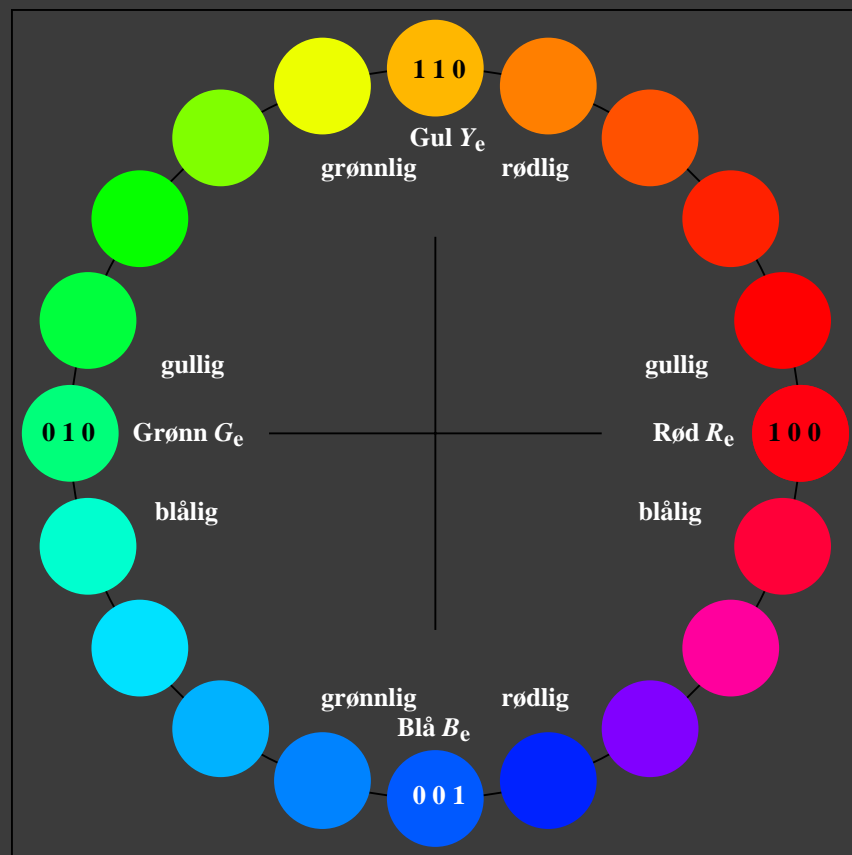 1 1 0
Gul Yₑ
grønnlig rødlig
gullig gullig
0 1 0 Grønn Gₑ Rød Rₑ 1 0 0
blålig blålig
grønnlig rødlig
Blå Bₑ
0 0 1